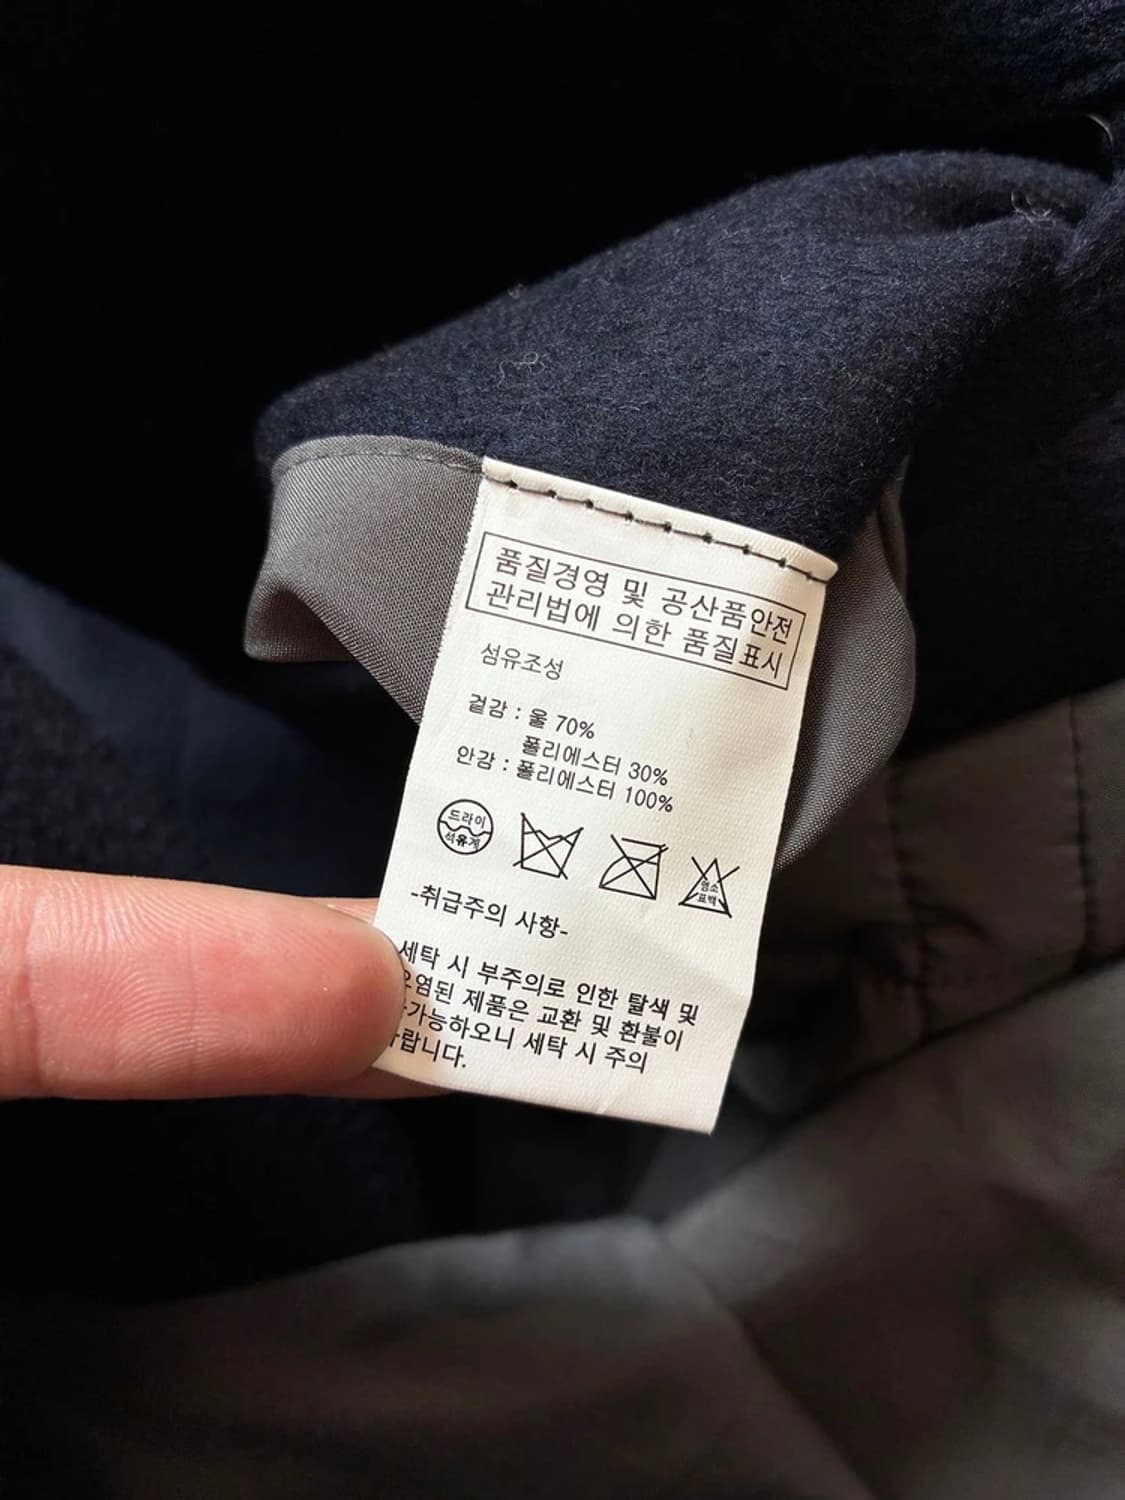 품질경영 및 공산품안전
관리법에 의한 품질표시
섬유조성
겉감 : 울 70%
폴리에스터 30%
안감 : 폴리에스터 100%
드라이
석유계
염소
표백
-취급주의 사항-
세탁 시 부주의로 인한 탈색 및
제품은 교환 및 환불이
세탁 시 주의